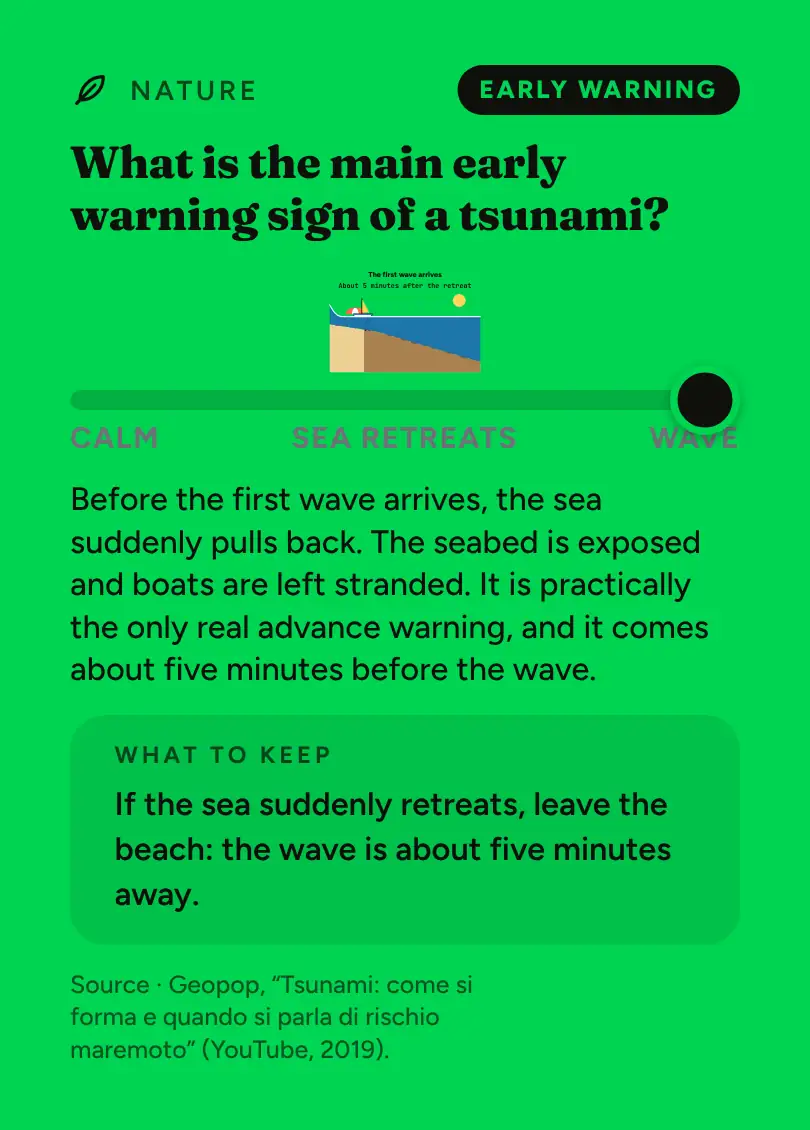 NATURE
EARLY WARNING
What is the main early
warning sign of a tsunami?
The first wave arrives
About 5 minutes after the retreat
CALM
SEA RETREATS
WAVE
Before the first wave arrives, the sea
suddenly pulls back. The seabed is exposed
and boats are left stranded. It is practically
the only real advance warning, and it comes
about five minutes before the wave.
WHAT TO KEEP
If the sea suddenly retreats, leave the
beach: the wave is about five minutes
away.
Source · Geopop, “Tsunami: come si
forma e quando si parla di rischio
maremoto” (YouTube, 2019).